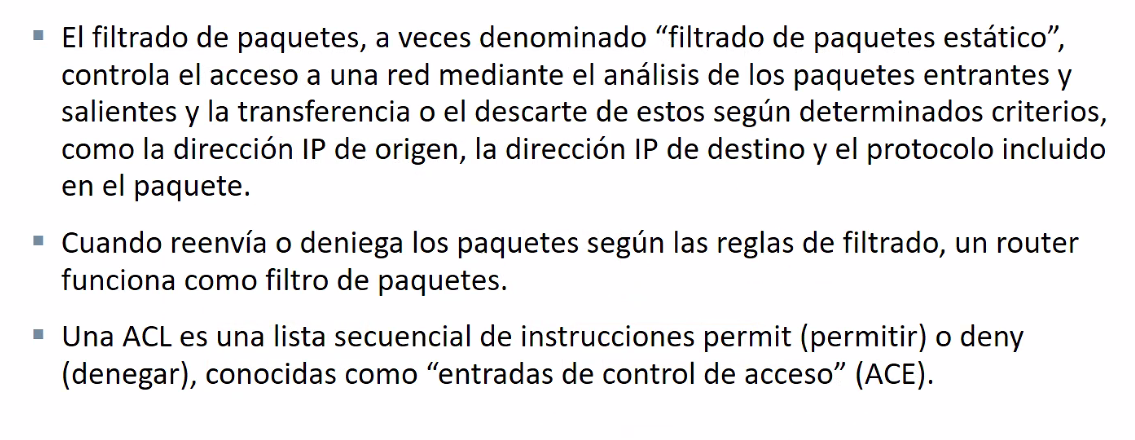 ▪ El filtrado de paquetes, a veces denominado “filtrado de paquetes estático”,
controla el acceso a una red mediante el análisis de los paquetes entrantes y
salientes y la transferencia o el descarte de estos según determinados criterios,
como la dirección IP de origen, la dirección IP de destino y el protocolo incluido
en el paquete.
▪ Cuando reenvía o deniega los paquetes según las reglas de filtrado, un router
funciona como filtro de paquetes.
▪ Una ACL es una lista secuencial de instrucciones permit (permitir) o deny
(denegar), conocidas como “entradas de control de acceso” (ACE).